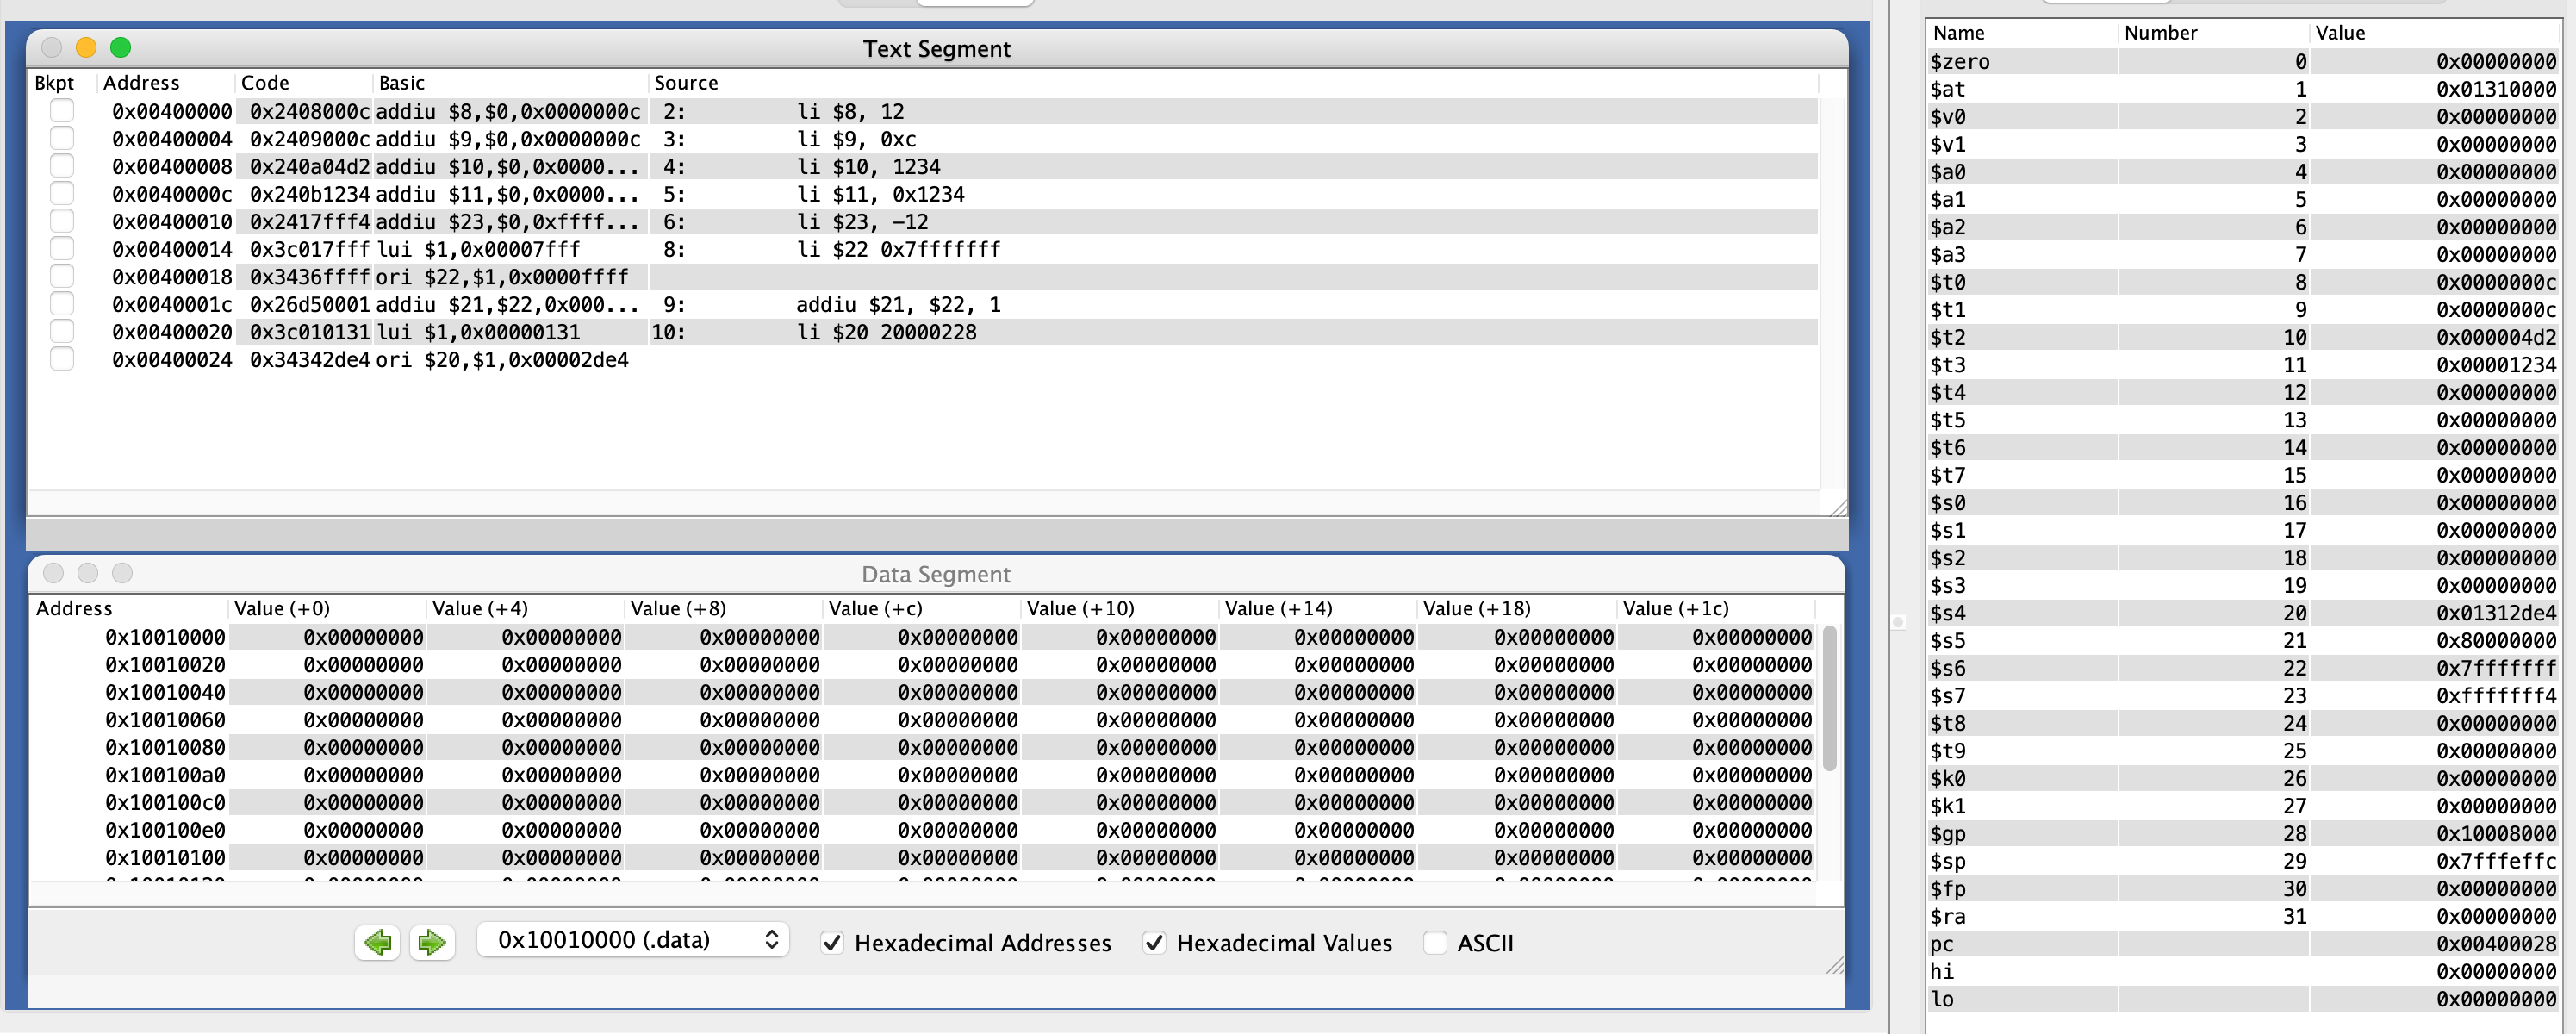 Text Segment
Bkpt Address Code Basic Source
0x00400000 0x2408000c addiu $8,$0,0x0000000c 2: li $8, 12
0x00400004 0x2409000c addiu $9,$0,0x0000000c 3: li $9, 0xc
0x00400008 0x240a04d2 addiu $10,$0,0x0000... 4: li $10, 1234
0x0040000c 0x240b1234 addiu $11,$0,0x0000... 5: li $11, 0x1234
0x00400010 0x2417fff4 addiu $23,$0,0xffff... 6: li $23, -12
0x00400014 0x3c017fff lui $1,0x00007fff 8: li $22 0x7fffffff
0x00400018 0x3436ffff ori $22,$1,0x0000ffff
0x0040001c 0x26d50001 addiu $21,$22,0x000... 9: addiu $21, $22, 1
0x00400020 0x3c010131 lui $1,0x00000131 10: li $20 20000228
0x00400024 0x34342de4 ori $20,$1,0x00002de4
Data Segment
Address Value (+0) Value (+4) Value (+8) Value (+c) Value (+10) Value (+14) Value (+18) Value (+1c)
0x10010000 0x00000000 0x00000000 0x00000000 0x00000000 0x00000000 0x00000000 0x00000000 0x00000000
0x10010020 0x00000000 0x00000000 0x00000000 0x00000000 0x00000000 0x00000000 0x00000000 0x00000000
0x10010040 0x00000000 0x00000000 0x00000000 0x00000000 0x00000000 0x00000000 0x00000000 0x00000000
0x10010060 0x00000000 0x00000000 0x00000000 0x00000000 0x00000000 0x00000000 0x00000000 0x00000000
0x10010080 0x00000000 0x00000000 0x00000000 0x00000000 0x00000000 0x00000000 0x00000000 0x00000000
0x100100a0 0x00000000 0x00000000 0x00000000 0x00000000 0x00000000 0x00000000 0x00000000 0x00000000
0x100100c0 0x00000000 0x00000000 0x00000000 0x00000000 0x00000000 0x00000000 0x00000000 0x00000000
0x100100e0 0x00000000 0x00000000 0x00000000 0x00000000 0x00000000 0x00000000 0x00000000 0x00000000
0x10010100 0x00000000 0x00000000 0x00000000 0x00000000 0x00000000 0x00000000 0x00000000 0x00000000
0x10010000 (.data) Hexadecimal Addresses Hexadecimal Values ASCII
Name Number Value
$zero 0 0x00000000
$at 1 0x01310000
$v0 2 0x00000000
$v1 3 0x00000000
$a0 4 0x00000000
$a1 5 0x00000000
$a2 6 0x00000000
$a3 7 0x00000000
$t0 8 0x0000000c
$t1 9 0x0000000c
$t2 10 0x000004d2
$t3 11 0x00001234
$t4 12 0x00000000
$t5 13 0x00000000
$t6 14 0x00000000
$t7 15 0x00000000
$s0 16 0x00000000
$s1 17 0x00000000
$s2 18 0x00000000
$s3 19 0x00000000
$s4 20 0x01312de4
$s5 21 0x80000000
$s6 22 0x7fffffff
$s7 23 0xfffffff4
$t8 24 0x00000000
$t9 25 0x00000000
$k0 26 0x00000000
$k1 27 0x00000000
$gp 28 0x10008000
$sp 29 0x7fffeffc
$fp 30 0x00000000
$ra 31 0x00000000
pc 0x00400028
hi 0x00000000
lo 0x00000000